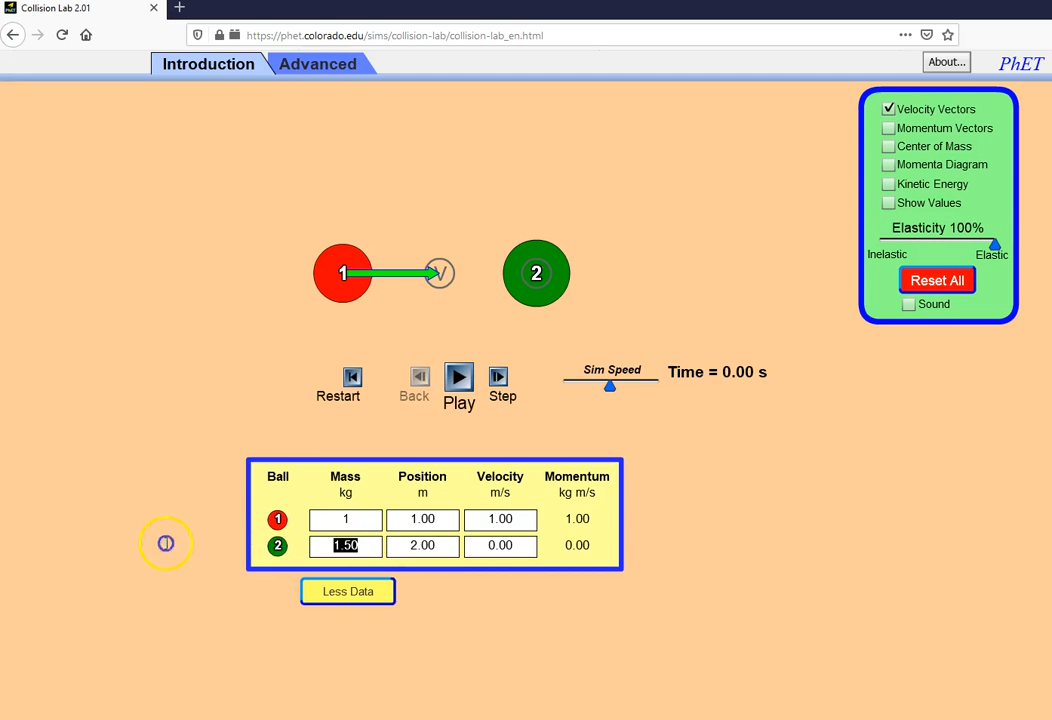 Collision Lab 2.01
https://phet.colorado.edu/sims/collision-lab/collision-lab_en.html
Introduction Advanced About... PhET
Velocity Vectors
Momentum Vectors
Center of Mass
Momenta Diagram
Kinetic Energy
Show Values
Elasticity 100%
Inelastic Elastic
Reset All
Sound
1 V 2
Restart Back Play Step
Sim Speed Time = 0.00 s
Ball Mass Position Velocity Momentum
kg m m/s kg m/s
1 1 1.00 1.00 1.00
2 1.50 2.00 0.00 0.00
Less Data